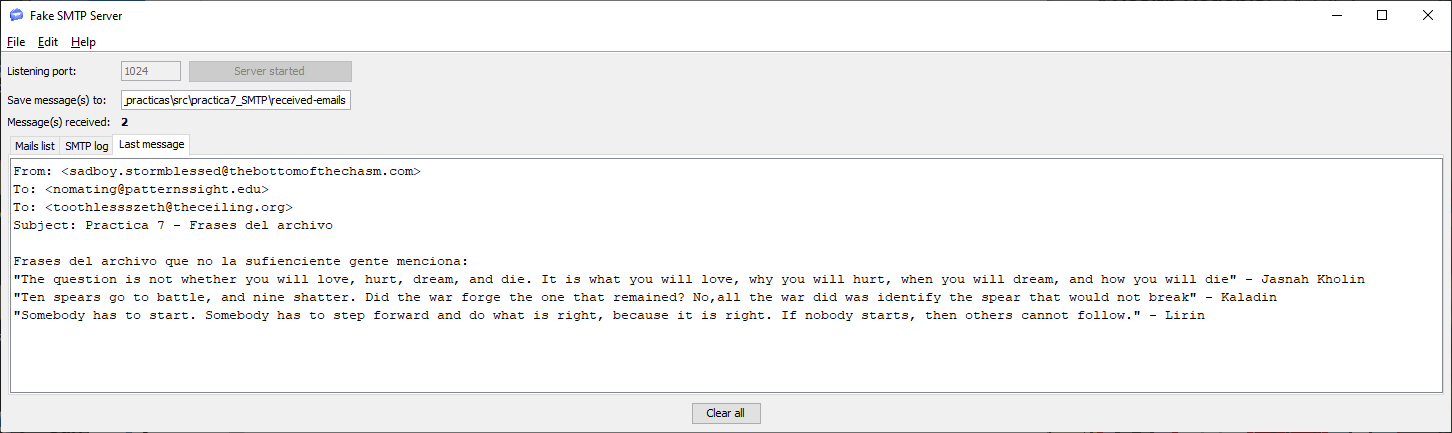 Fake SMTP Server
File Edit Help
Listening port: 1024 Server started
Save message(s) to: _practicas\src\practica7_SMTP\received-emails
Message(s) received: 2
Mails list SMTP log Last message
From: <sadboy.stormblessed@thebottomofthechasm.com>
To: <nomating@patternssight.edu>
To: <toothlessszeth@theceiling.org>
Subject: Practica 7 - Frases del archivo
Frases del archivo que no la sufienciente gente menciona:
"The question is not whether you will love, hurt, dream, and die. It is what you will love, why you will hurt, when you will dream, and how you will die" - Jasnah Kholin
"Ten spears go to battle, and nine shatter. Did the war forge the one that remained? No,all the war did was identify the spear that would not break" - Kaladin
"Somebody has to start. Somebody has to step forward and do what is right, because it is right. If nobody starts, then others cannot follow." - Lirin
Clear all